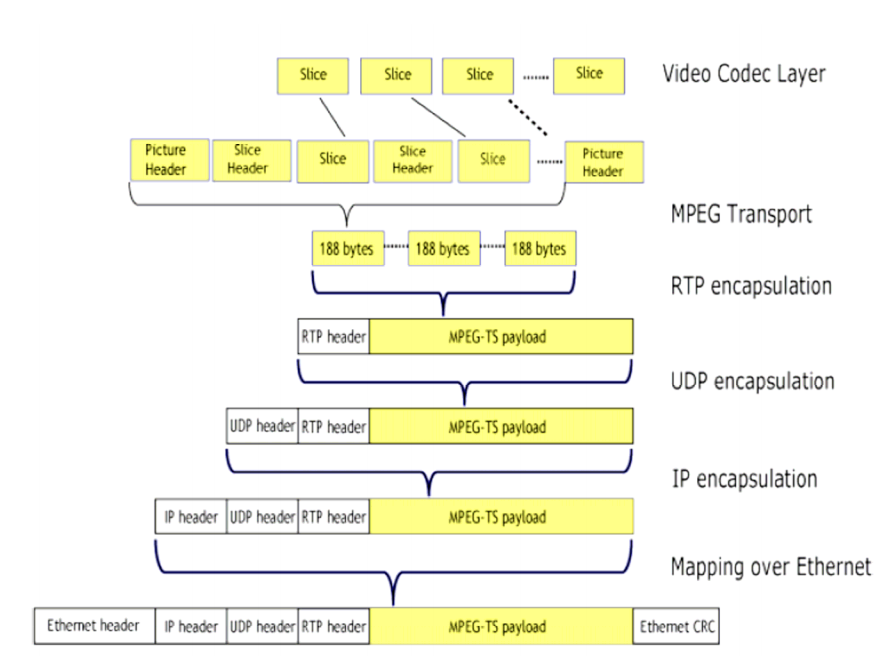 Slice Slice Slice Slice Video Codec Layer
Picture Header Slice Header Slice Slice Header Slice Picture Header
MPEG Transport
188 bytes 188 bytes 188 bytes
RTP encapsulation
RTP header MPEG-TS payload
UDP encapsulation
UDP header RTP header MPEG-TS payload
IP encapsulation
IP header UDP header RTP header MPEG-TS payload
Mapping over Ethernet
Ethernet header IP header UDP header RTP header MPEG-TS payload Ethernet CRC